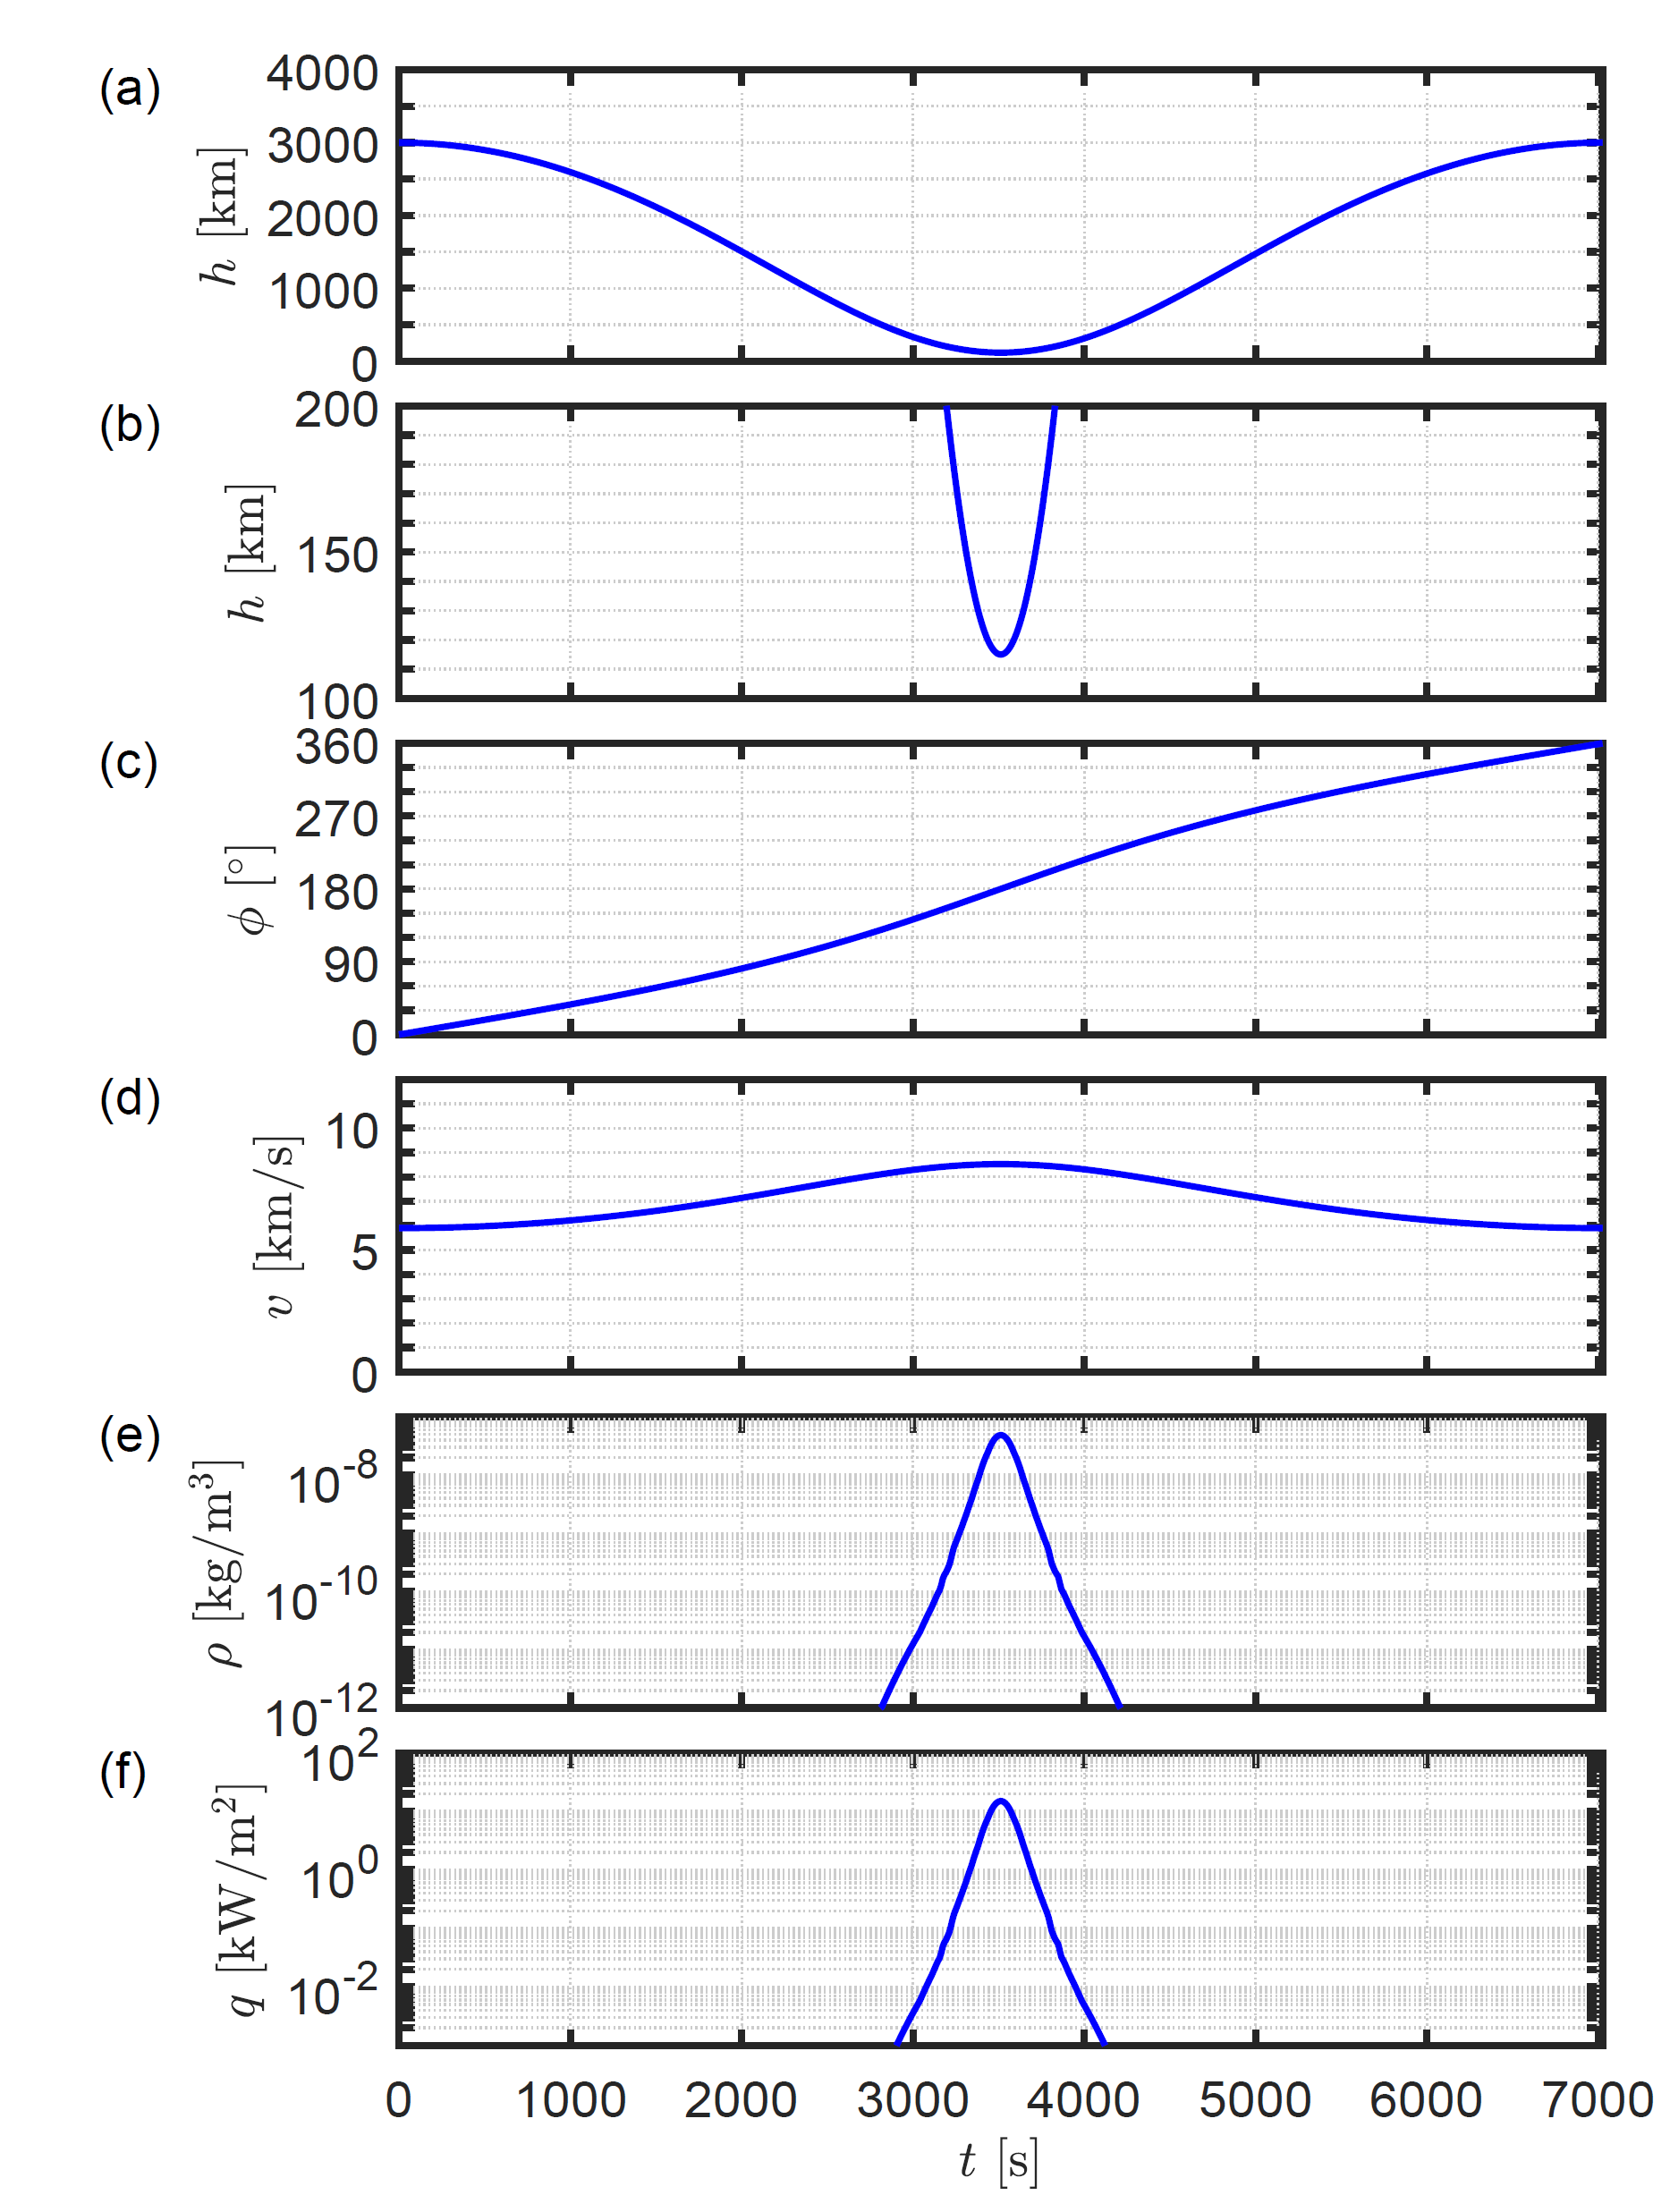 (a)
h [km]
4000
3000
2000
1000
0
(b)
h [km]
200
150
100
(c)
ϕ [°]
360
270
180
90
0
(d)
v [km/s]
10
5
0
(e)
ρ [kg/m³]
10⁻⁸
10⁻¹⁰
10⁻¹²
(f)
q [kW/m²]
10²
10⁰
10⁻²
0 1000 2000 3000 4000 5000 6000 7000
t [s]